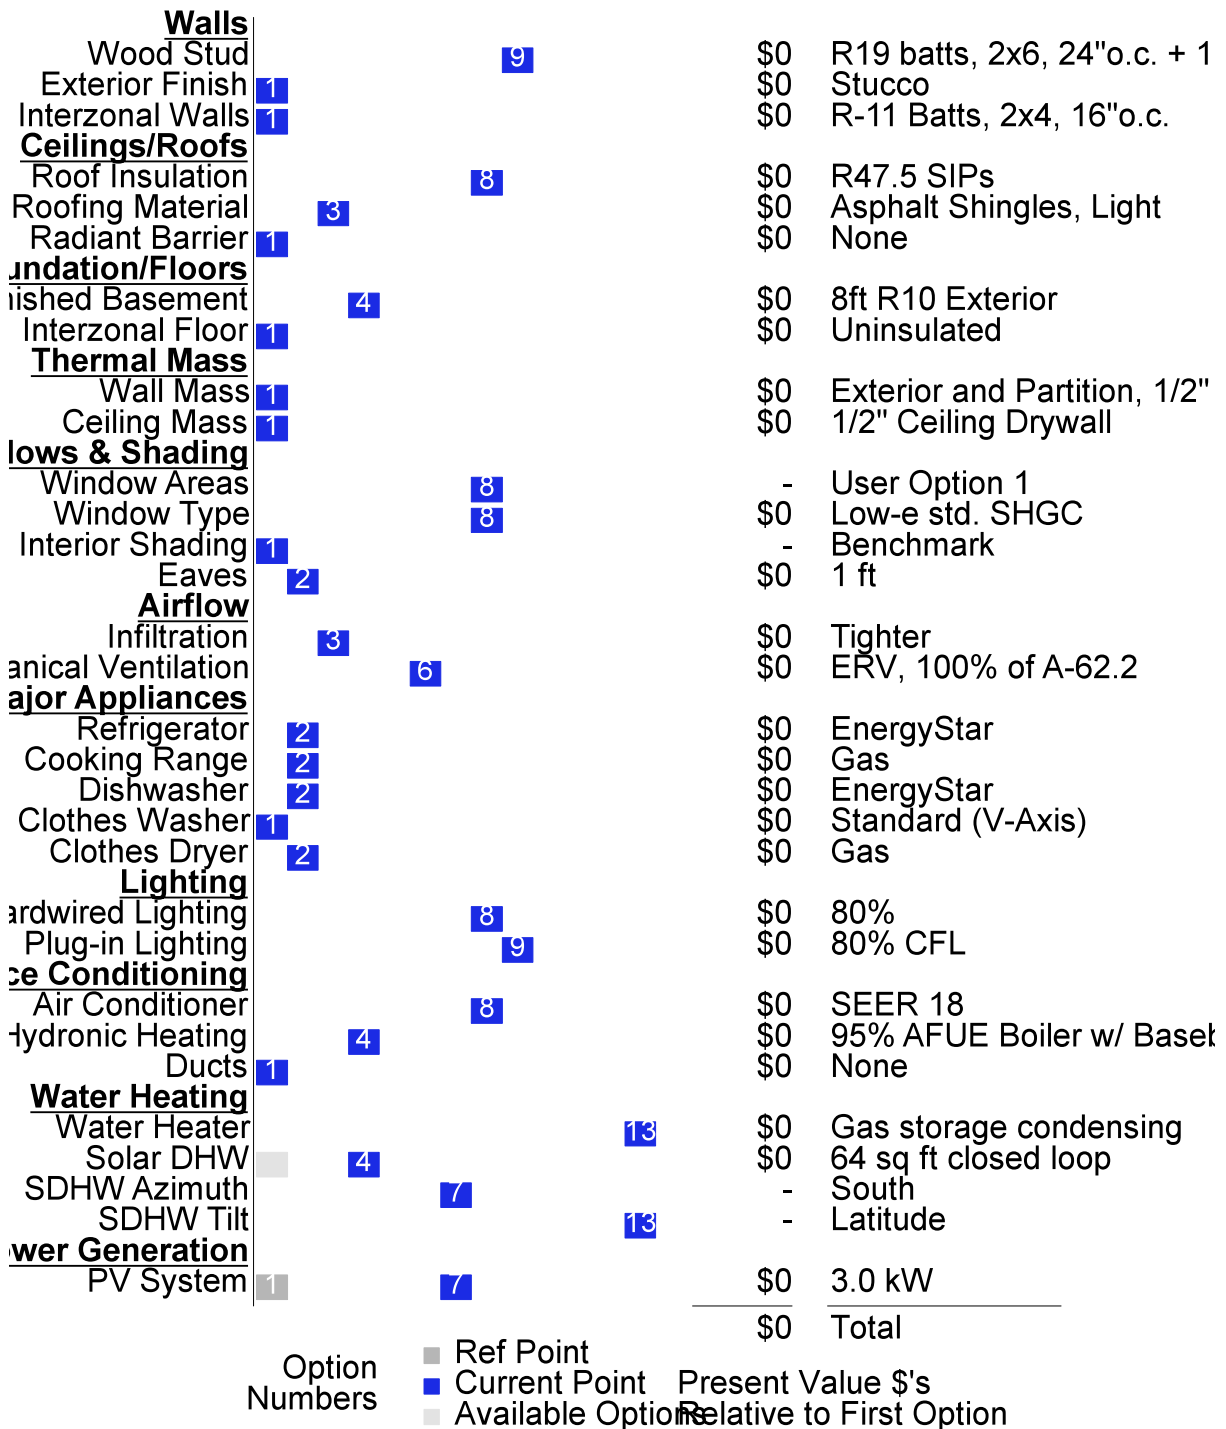 Walls
Wood Stud 9 $0 R19 batts, 2x6, 24"o.c. + 1
Exterior Finish 1 $0 Stucco
Interzonal Walls 1 $0 R-11 Batts, 2x4, 16"o.c.
Ceilings/Roofs
Roof Insulation 8 $0 R47.5 SIPs
Roofing Material 3 $0 Asphalt Shingles, Light
Radiant Barrier 1 $0 None
undation/Floors
nished Basement 4 $0 8ft R10 Exterior
Interzonal Floor 1 $0 Uninsulated
Thermal Mass
Wall Mass 1 $0 Exterior and Partition, 1/2"
Ceiling Mass 1 $0 1/2" Ceiling Drywall
lows & Shading
Window Areas 8 - User Option 1
Window Type 8 $0 Low-e std. SHGC
Interior Shading 1 - Benchmark
Eaves 2 $0 1 ft
Airflow
Infiltration 3 $0 Tighter
anical Ventilation 6 $0 ERV, 100% of A-62.2
ajor Appliances
Refrigerator 2 $0 EnergyStar
Cooking Range 2 $0 Gas
Dishwasher 2 $0 EnergyStar
Clothes Washer 1 $0 Standard (V-Axis)
Clothes Dryer 2 $0 Gas
Lighting
ardwired Lighting 8 $0 80%
Plug-in Lighting 9 $0 80% CFL
ce Conditioning
Air Conditioner 8 $0 SEER 18
Hydronic Heating 4 $0 95% AFUE Boiler w/ Baseb
Ducts 1 $0 None
Water Heating
Water Heater 13 $0 Gas storage condensing
Solar DHW 4 $0 64 sq ft closed loop
SDHW Azimuth 7 - South
SDHW Tilt 13 - Latitude
ower Generation
PV System 1 7 $0 3.0 kW
$0 Total
Option Numbers
Ref Point
Current Point
Available Options
Present Value $'s
Relative to First Option